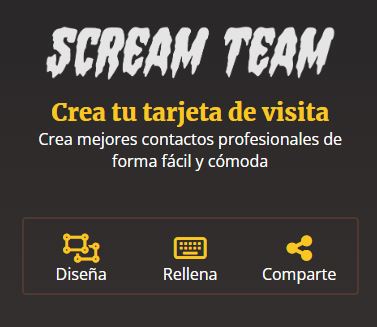 SCREAM TEAM
Crea tu tarjeta de visita
Crea mejores contactos profesionales de
forma fácil y cómoda
Diseña Rellena Comparte